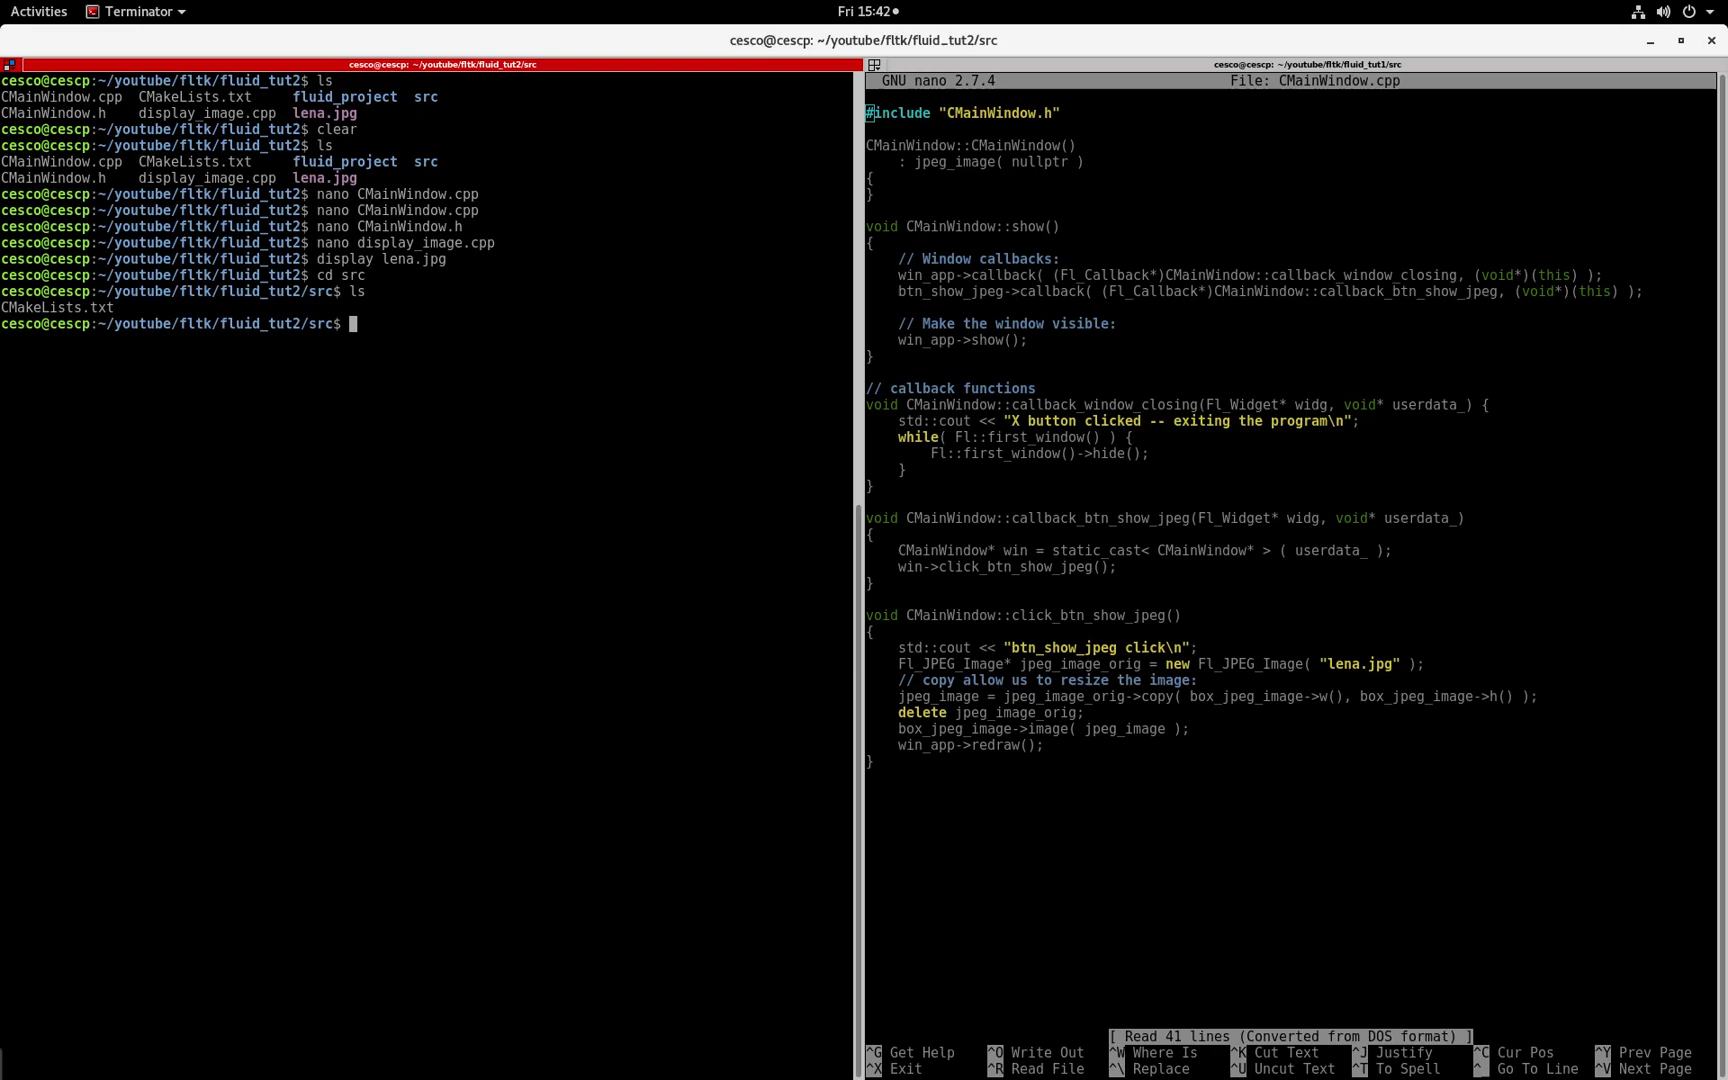 Activities Terminator Fri 15:42
cesco@cescp: ~/youtube/fltk/fluid_tut2/src
cesco@cescp: ~/youtube/fltk/fluid_tut2/src
cesco@cescp:~/youtube/fltk/fluid_tut2$ ls
CMainWindow.cpp CMakeLists.txt fluid_project src
CMainWindow.h display_image.cpp lena.jpg
cesco@cescp:~/youtube/fltk/fluid_tut2$ clear
cesco@cescp:~/youtube/fltk/fluid_tut2$ ls
CMainWindow.cpp CMakeLists.txt fluid_project src
CMainWindow.h display_image.cpp lena.jpg
cesco@cescp:~/youtube/fltk/fluid_tut2$ nano CMainWindow.cpp
cesco@cescp:~/youtube/fltk/fluid_tut2$ nano CMainWindow.cpp
cesco@cescp:~/youtube/fltk/fluid_tut2$ nano CMainWindow.h
cesco@cescp:~/youtube/fltk/fluid_tut2$ nano display_image.cpp
cesco@cescp:~/youtube/fltk/fluid_tut2$ display lena.jpg
cesco@cescp:~/youtube/fltk/fluid_tut2$ cd src
cesco@cescp:~/youtube/fltk/fluid_tut2/src$ ls
CMakeLists.txt
cesco@cescp:~/youtube/fltk/fluid_tut2/src$
cesco@cescp: ~/youtube/fltk/fluid_tut1/src
GNU nano 2.7.4 File: CMainWindow.cpp
#include "CMainWindow.h"
CMainWindow::CMainWindow()
    : jpeg_image( nullptr )
{
}
void CMainWindow::show()
{
    // Window callbacks:
    win_app->callback( (Fl_Callback*)CMainWindow::callback_window_closing, (void*)(this) );
    btn_show_jpeg->callback( (Fl_Callback*)CMainWindow::callback_btn_show_jpeg, (void*)(this) );
    // Make the window visible:
    win_app->show();
}
// callback functions
void CMainWindow::callback_window_closing(Fl_Widget* widg, void* userdata_) {
    std::cout << "X button clicked -- exiting the program\n";
    while( Fl::first_window() ) {
        Fl::first_window()->hide();
    }
}
void CMainWindow::callback_btn_show_jpeg(Fl_Widget* widg, void* userdata_)
{
    CMainWindow* win = static_cast< CMainWindow* > ( userdata_ );
    win->click_btn_show_jpeg();
}
void CMainWindow::click_btn_show_jpeg()
{
    std::cout << "btn_show_jpeg click\n";
    Fl_JPEG_Image* jpeg_image_orig = new Fl_JPEG_Image( "lena.jpg" );
    // copy allow us to resize the image:
    jpeg_image = jpeg_image_orig->copy( box_jpeg_image->w(), box_jpeg_image->h() );
    delete jpeg_image_orig;
    box_jpeg_image->image( jpeg_image );
    win_app->redraw();
}
[ Read 41 lines (Converted from DOS format) ]
^G Get Help ^O Write Out ^W Where Is ^K Cut Text ^J Justify ^C Cur Pos ^Y Prev Page
^X Exit ^R Read File ^\ Replace ^U Uncut Text ^T To Spell ^_ Go To Line ^V Next Page